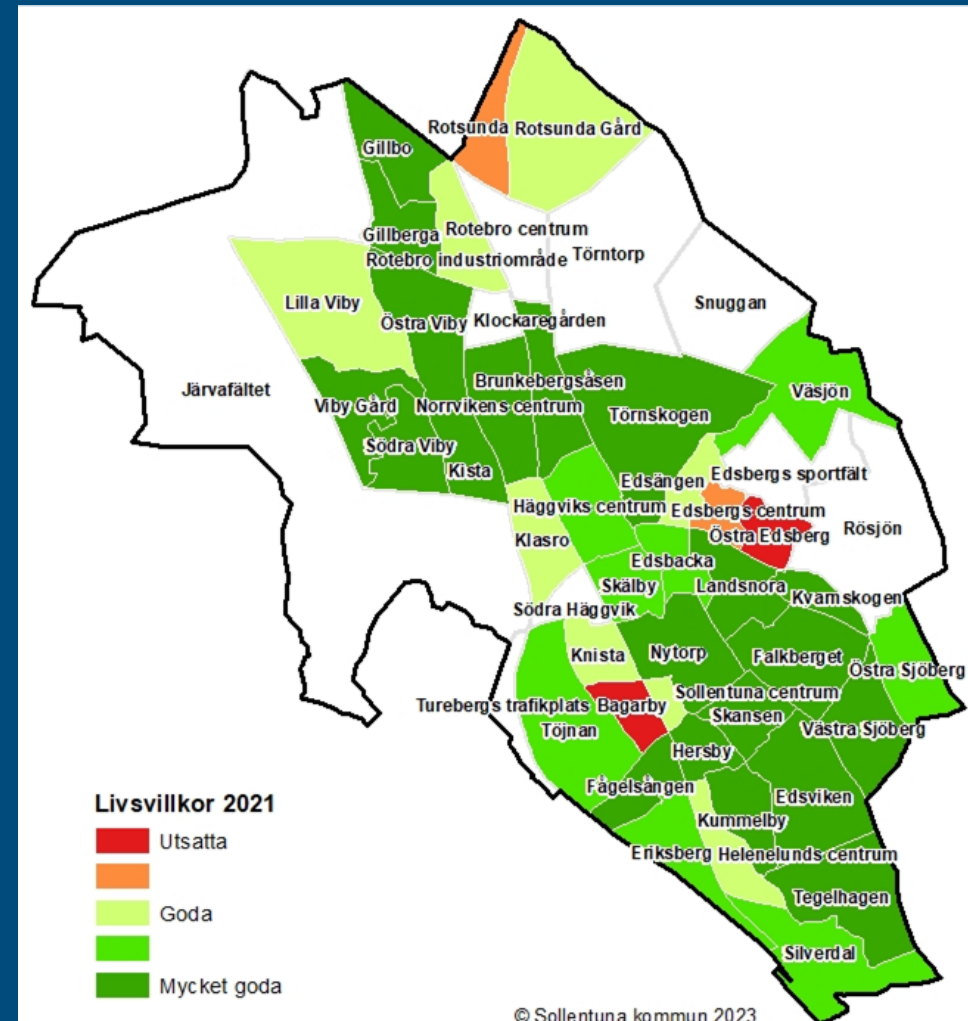 Rotsunda
Rotsunda Gård
Gillbo
Gillberga
Rotebro centrum
Rotebro industriområde
Törntorp
Snuggan
Lilla Viby
Östra Viby
Klockaregården
Järvafältet
Viby Gård
Brunkebergsåsen
Norrvikens centrum
Törnskogen
Väsjön
Södra Viby
Kista
Edsängen
Edsbergs sportfält
Häggviks centrum
Edsbergs centrum
Klasro
Östra Edsberg
Rösjön
Edsbacka
Skälby
Landsnora
Kvarnskogen
Södra Häggvik
Knista
Nytorp
Falkberget
Östra Sjöberg
Sollentuna centrum
Turebergs trafikplats
Bagarby
Skansen
Töjnan
Västra Sjöberg
Hersby
Fågelsången
Edsviken
Kummelby
Eriksberg
Helenelunds centrum
Tegelhagen
Silverdal
Livsvillkor 2021
Utsatta
Goda
Mycket goda
© Sollentuna kommun 2023